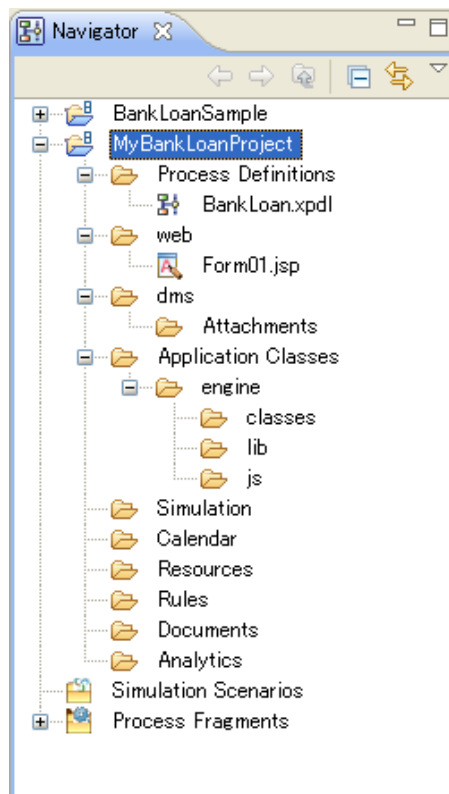 Navigator
BankLoanSample
MyBankLoanProject
Process Definitions
BankLoan.xpdl
web
Form01.jsp
dms
Attachments
Application Classes
engine
classes
lib
js
Simulation
Calendar
Resources
Rules
Documents
Analytics
Simulation Scenarios
Process Fragments